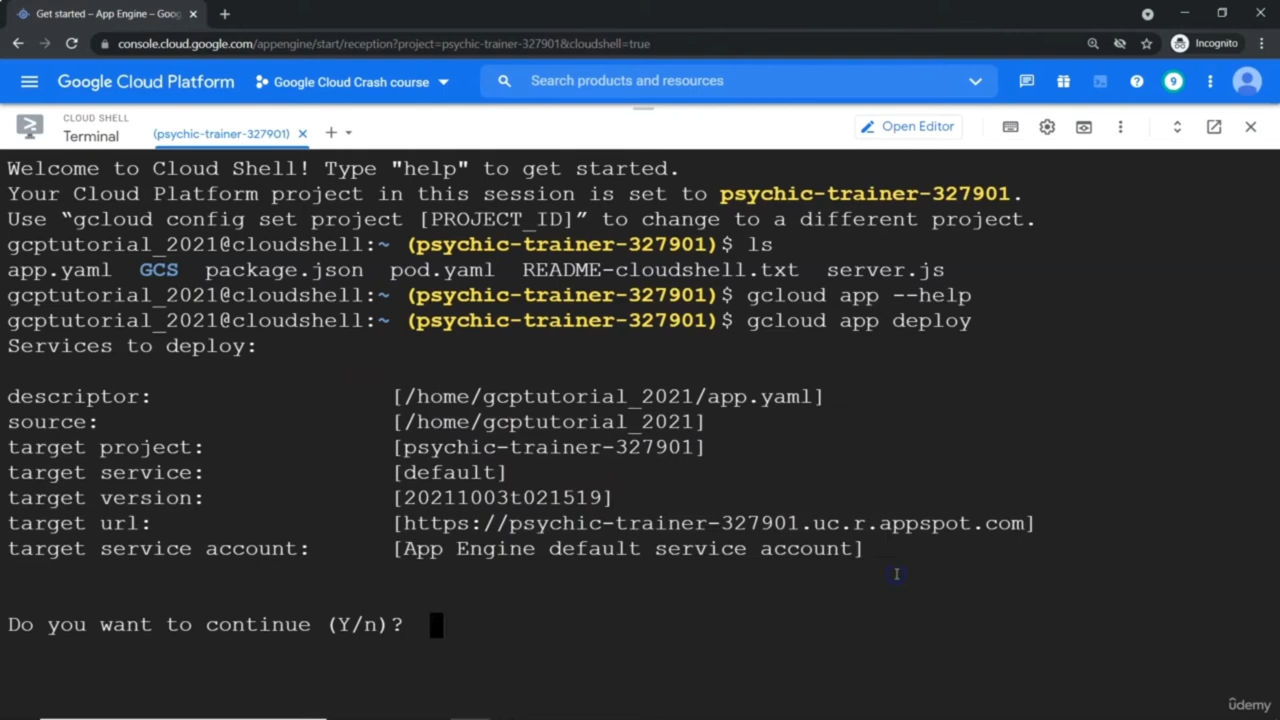 Get started – App Engine – Goog
console.cloud.google.com/appengine/start/reception?project=psychic-trainer-327901&cloudshell=true
Incognito
Google Cloud Platform
Google Cloud Crash course
Search products and resources
9
CLOUD SHELL
Terminal
(psychic-trainer-327901)
Open Editor
Welcome to Cloud Shell! Type "help" to get started.
Your Cloud Platform project in this session is set to psychic-trainer-327901.
Use “gcloud config set project [PROJECT_ID]” to change to a different project.
gcptutorial_2021@cloudshell:~ (psychic-trainer-327901)$ ls
app.yaml GCS package.json pod.yaml README-cloudshell.txt server.js
gcptutorial_2021@cloudshell:~ (psychic-trainer-327901)$ gcloud app --help
gcptutorial_2021@cloudshell:~ (psychic-trainer-327901)$ gcloud app deploy
Services to deploy:
descriptor: [/home/gcptutorial_2021/app.yaml]
source: [/home/gcptutorial_2021]
target project: [psychic-trainer-327901]
target service: [default]
target version: [20211003t021519]
target url: [https://psychic-trainer-327901.uc.r.appspot.com]
target service account: [App Engine default service account]
Do you want to continue (Y/n)?
ûdemy